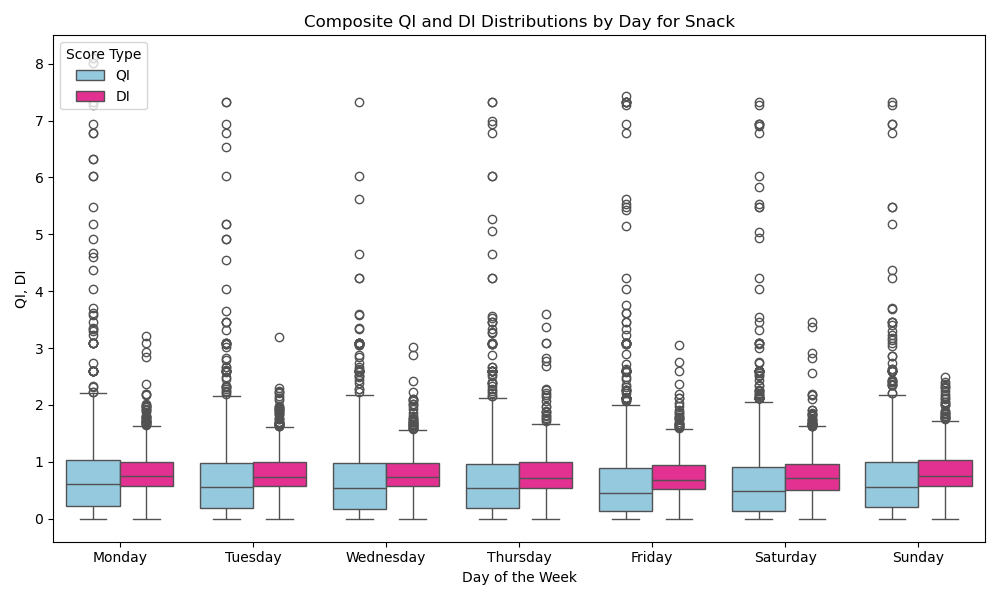 Composite QI and DI Distributions by Day for Snack
Score Type
QI
DI
8
7
6
5
4
3
2
1
0
QI, DI
Monday Tuesday Wednesday Thursday Friday Saturday Sunday
Day of the Week